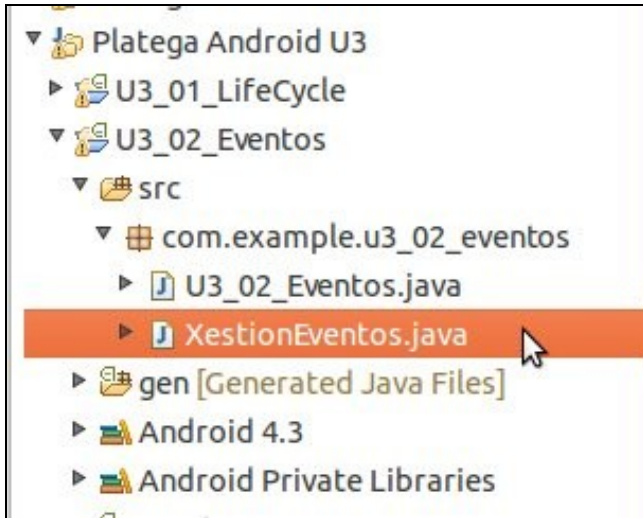 Platega Android U3
U3_01_LifeCycle
U3_02_Eventos
src
com.example.u3_02_eventos
U3_02_Eventos.java
XestionEventos.java
gen [Generated Java Files]
Android 4.3
Android Private Libraries